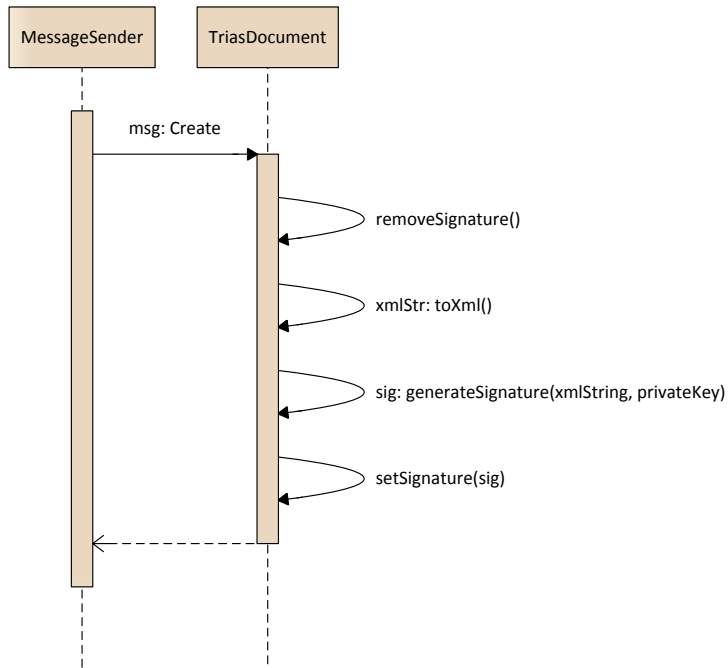 MessageSender
TriasDocument
msg: Create
removeSignature()
xmlStr: toXml()
sig: generateSignature(xmlString, privateKey)
setSignature(sig)